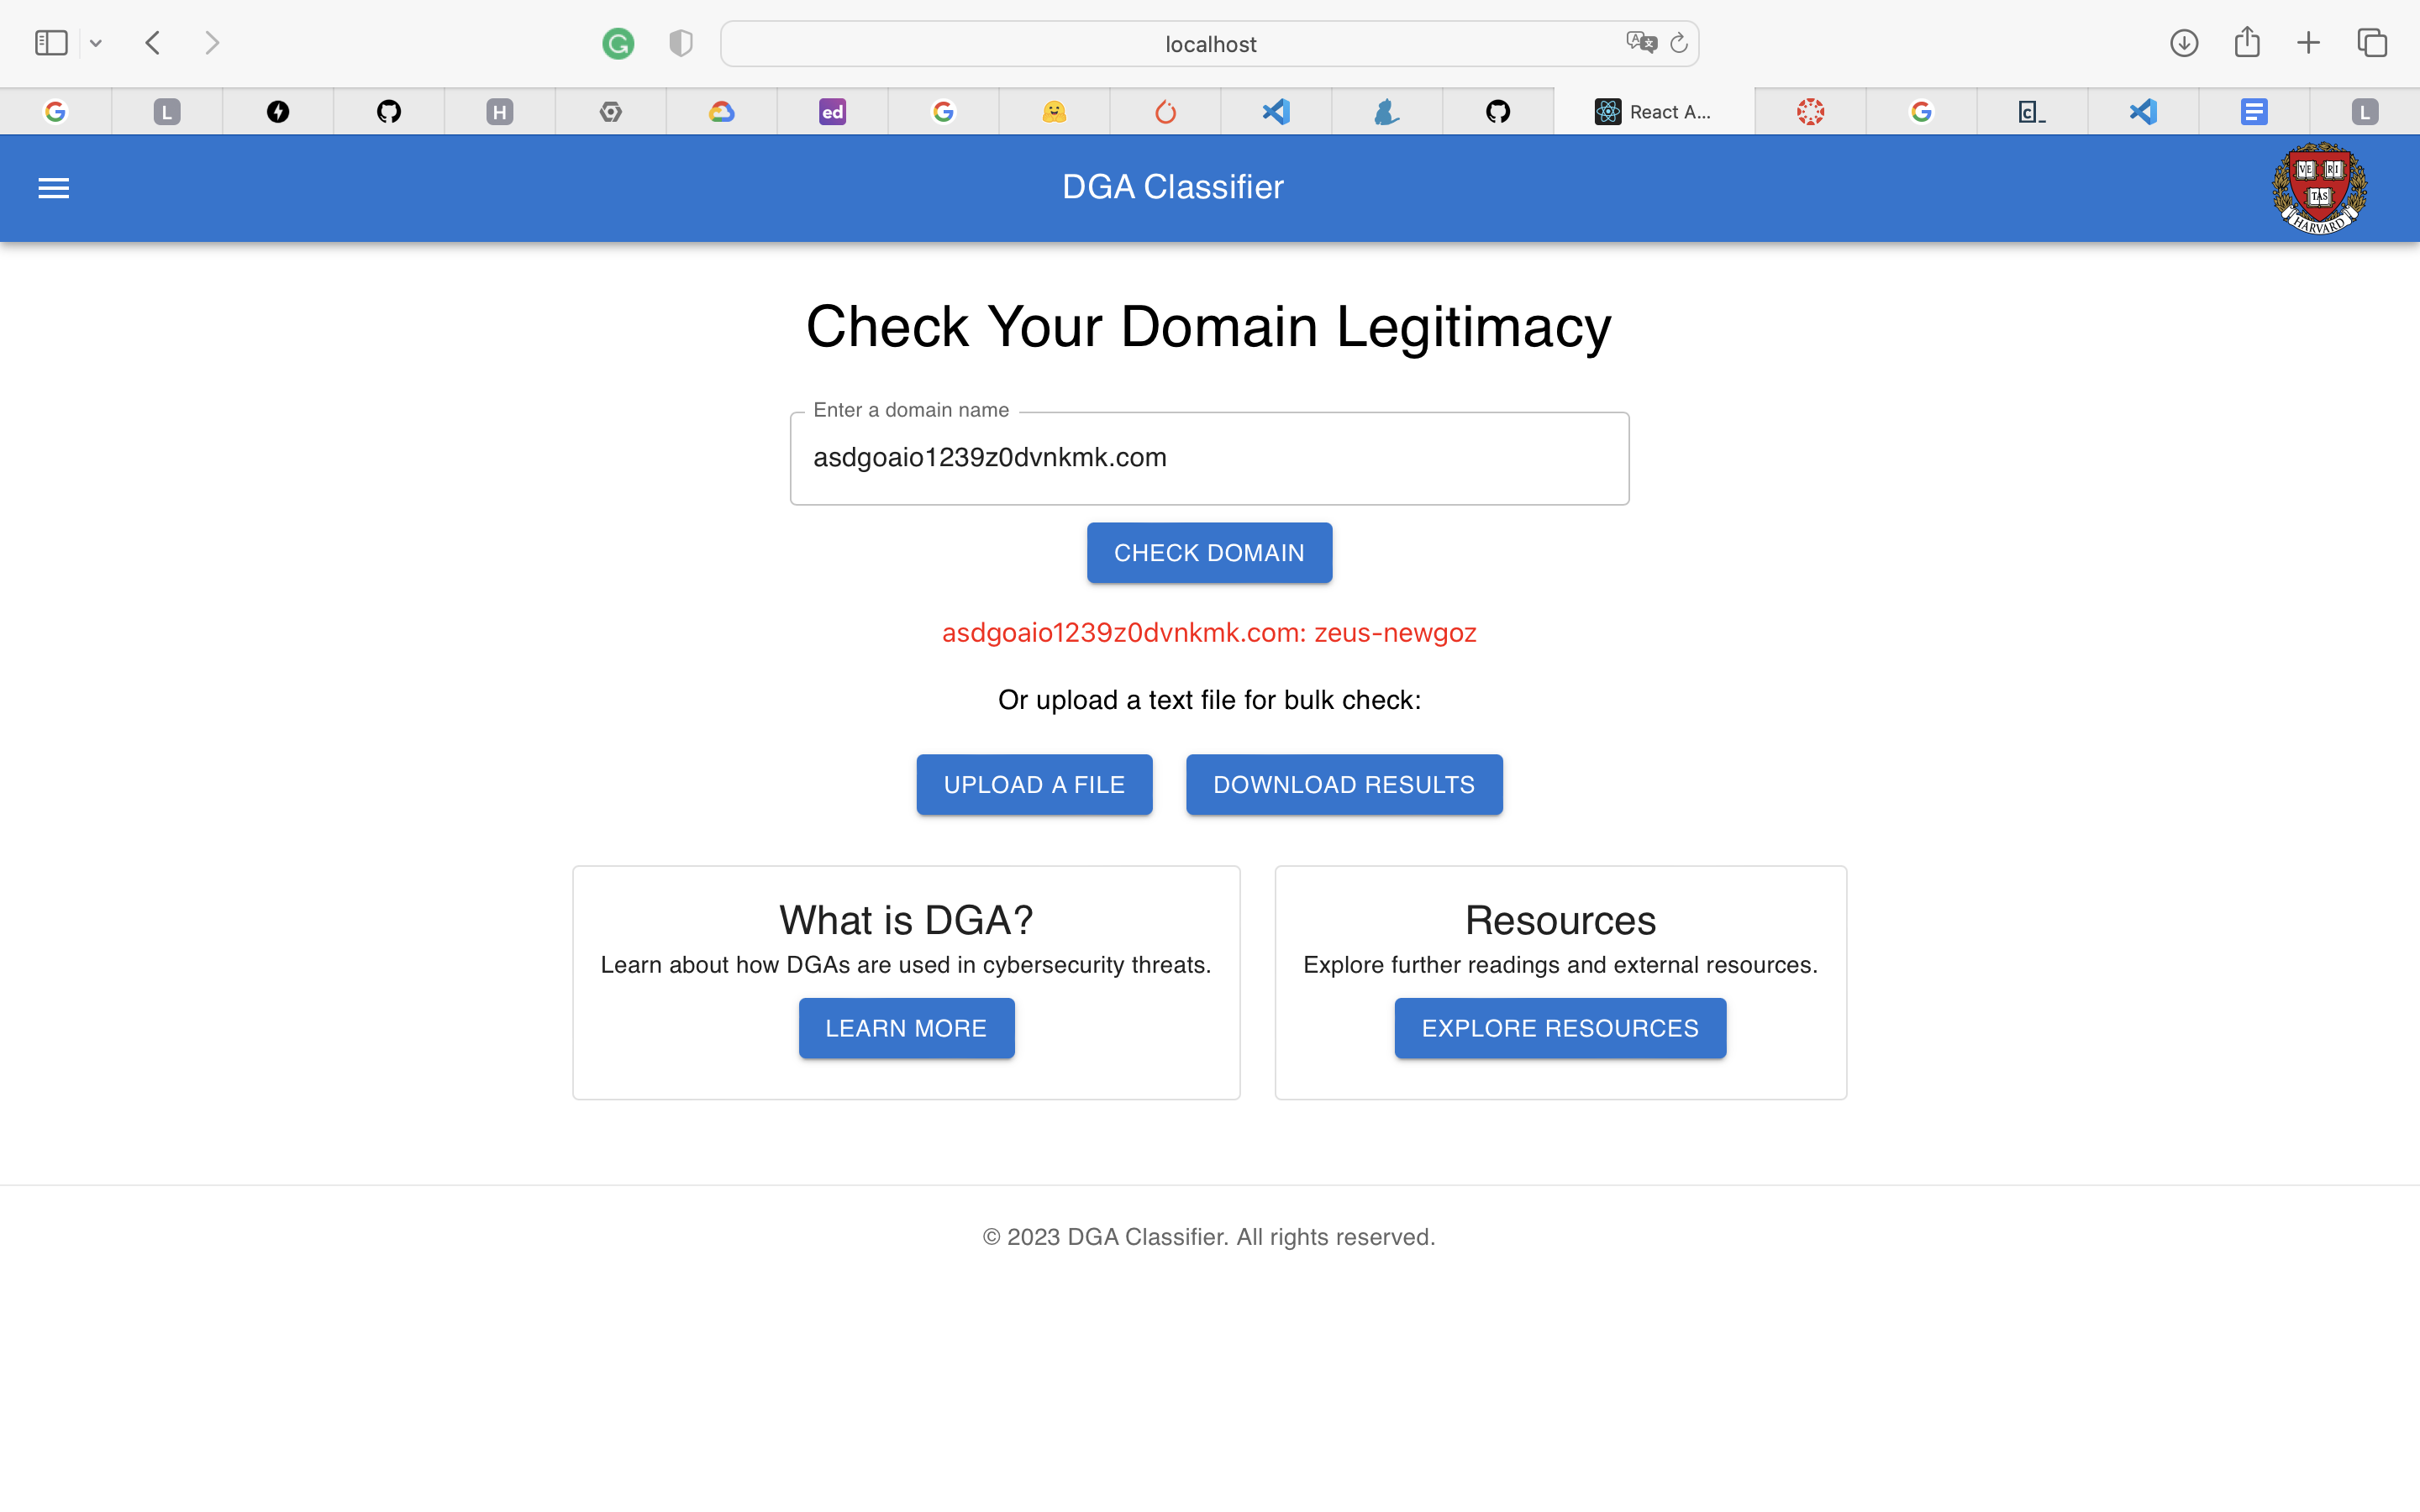 localhost
L
H
ed
React A...
L
DGA Classifier
VE RI
TAS
HARVARD
Check Your Domain Legitimacy
Enter a domain name
asdgoaio1239z0dvnkmk.com
CHECK DOMAIN
asdgoaio1239z0dvnkmk.com: zeus-newgoz
Or upload a text file for bulk check:
UPLOAD A FILE DOWNLOAD RESULTS
What is DGA?
Learn about how DGAs are used in cybersecurity threats.
LEARN MORE
Resources
Explore further readings and external resources.
EXPLORE RESOURCES
© 2023 DGA Classifier. All rights reserved.